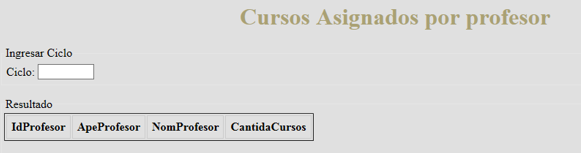 Cursos Asignados por profesor
Ingresar Ciclo
Ciclo:
Resultado
IdProfesor ApeProfesor NomProfesor CantidaCursos